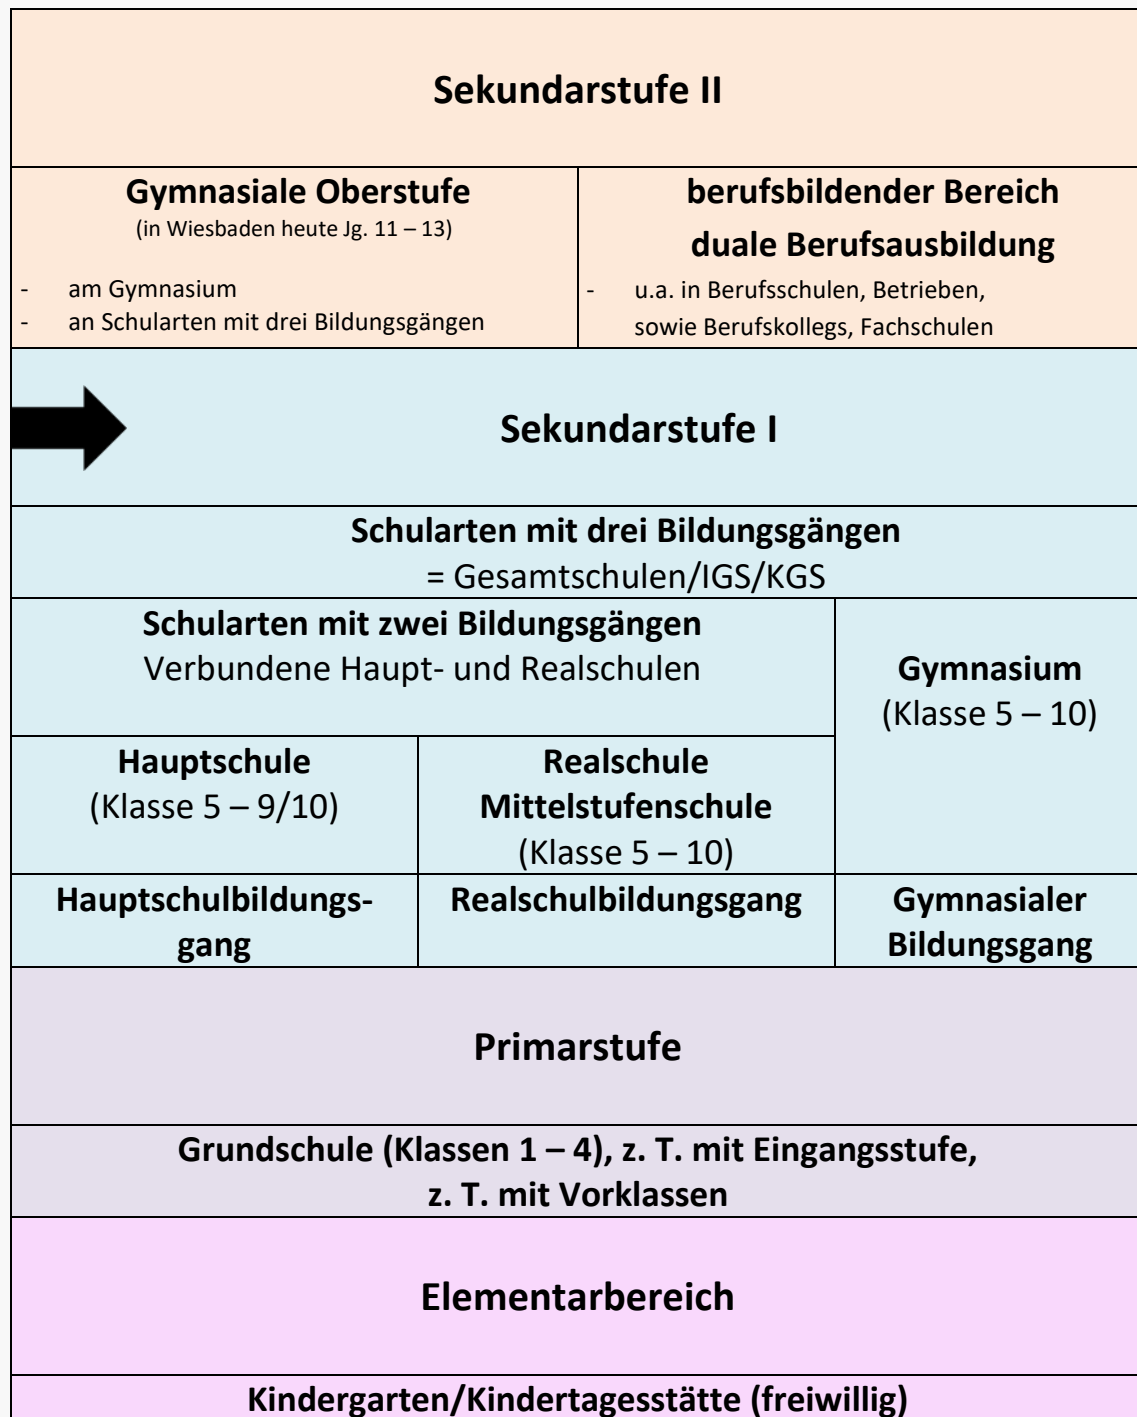 Sekundarstufe II
Gymnasiale Oberstufe
(in Wiesbaden heute Jg. 11 – 13)
- am Gymnasium
- an Schularten mit drei Bildungsgängen
berufsbildender Bereich
duale Berufsausbildung
- u.a. in Berufsschulen, Betrieben,
sowie Berufskollegs, Fachschulen
Sekundarstufe I
Schularten mit drei Bildungsgängen
= Gesamtschulen/IGS/KGS
Schularten mit zwei Bildungsgängen
Verbundene Haupt- und Realschulen
Gymnasium
(Klasse 5 – 10)
Hauptschule
(Klasse 5 – 9/10)
Realschule
Mittelstufenschule
(Klasse 5 – 10)
Hauptschulbildungs-
gang
Realschulbildungsgang
Gymnasialer
Bildungsgang
Primarstufe
Grundschule (Klassen 1 – 4), z. T. mit Eingangsstufe,
z. T. mit Vorklassen
Elementarbereich
Kindergarten/Kindertagesstätte (freiwillig)